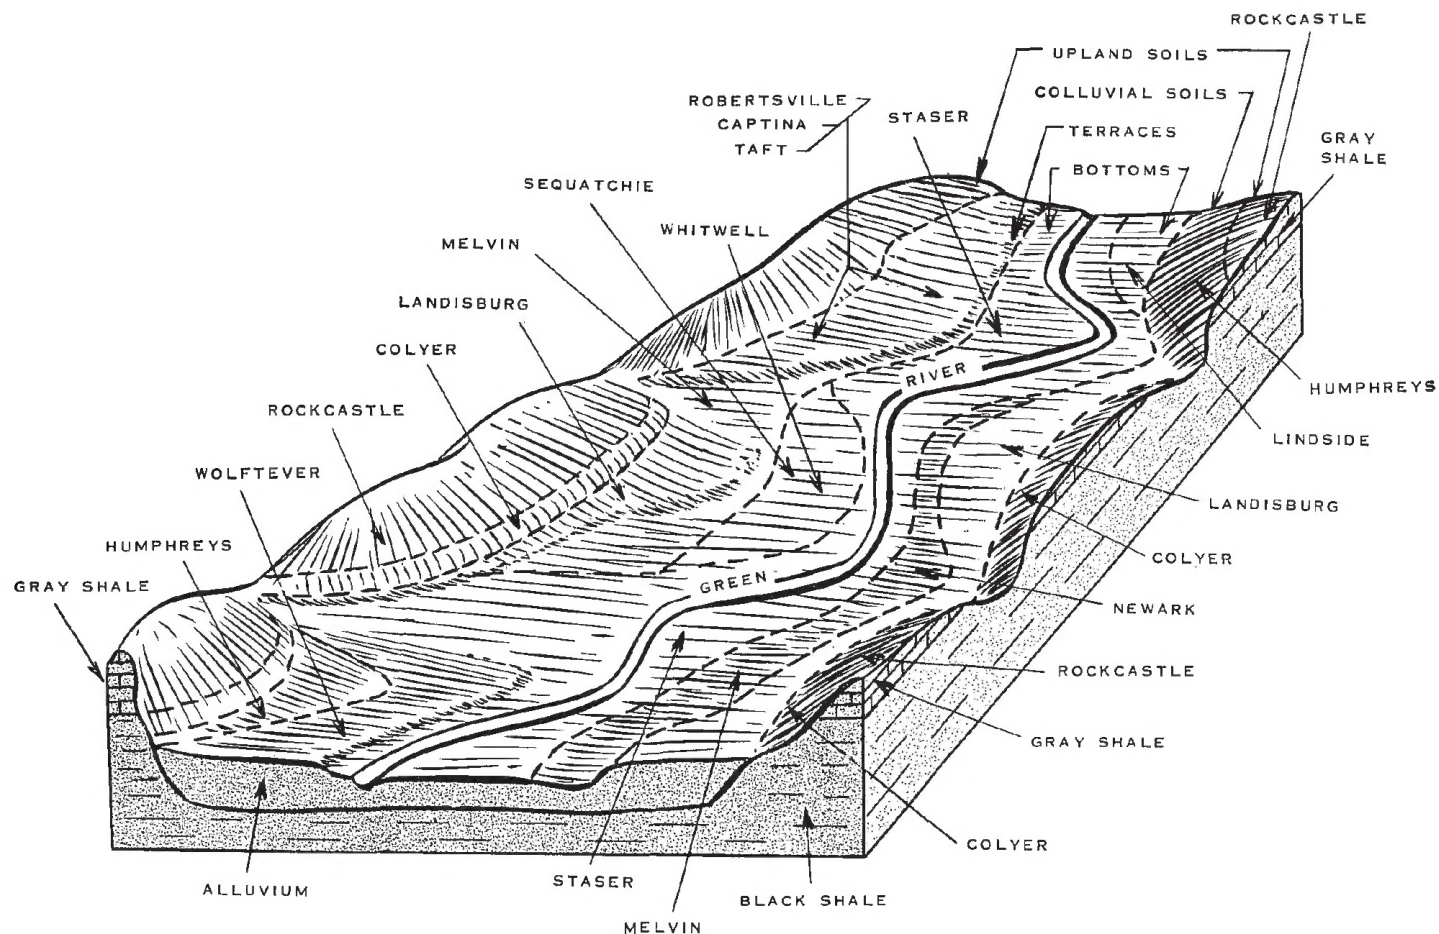 ROCKCASTLE
UPLAND SOILS
COLLUVIAL SOILS
ROBERTSVILLE
CAPTINA
TAFT
STASER
TERRACES
GRAY
SHALE
BOTTOMS
SEQUATCHIE
WHITWELL
MELVIN
LANDISBURG
COLYER
RIVER
HUMPHREYS
ROCKCASTLE
LINDSIDE
WOLFTEVER
LANDISBURG
HUMPHREYS
COLYER
GRAY SHALE
GREEN
NEWARK
ROCKCASTLE
GRAY SHALE
COLYER
ALLUVIUM
STASER
BLACK SHALE
MELVIN